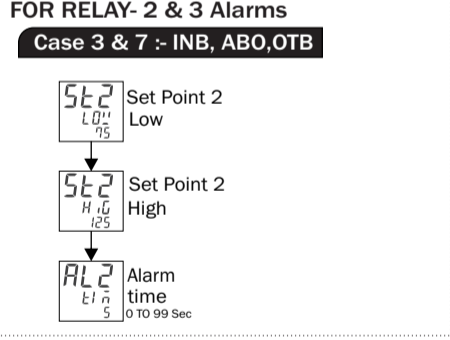 FOR RELAY- 2 & 3 Alarms
Case 3 & 7 :- INB, ABO,OTB
St2
LOW
75
Set Point 2
Low
St2
HiG
125
Set Point 2
High
AL2
tim
5
Alarm
time
0 TO 99 Sec